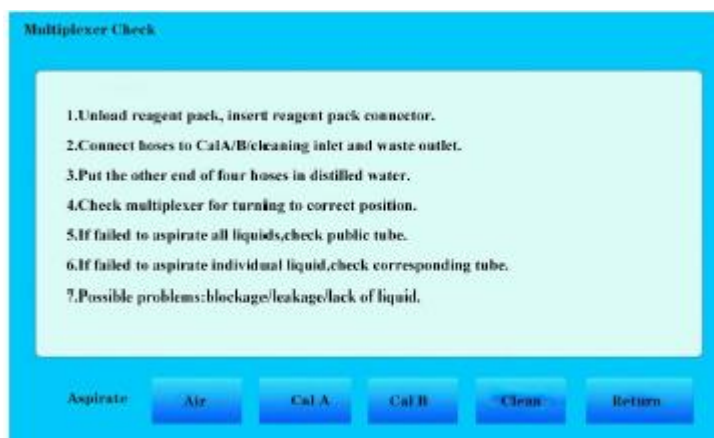 Multiplexer Check
1.Unload reagent pack, insert reagent pack connector.
2.Connect hoses to CalA/B/cleaning inlet and waste outlet.
3.Put the other end of four hoses in distilled water.
4.Check multiplexer for turning to correct position.
5.If failed to aspirate all liquids,check public tube.
6.If failed to aspirate individual liquid,check corresponding tube.
7.Possible problems:blockage/leakage/lack of liquid.
Aspirate Air Cal A Cal B Clean Return